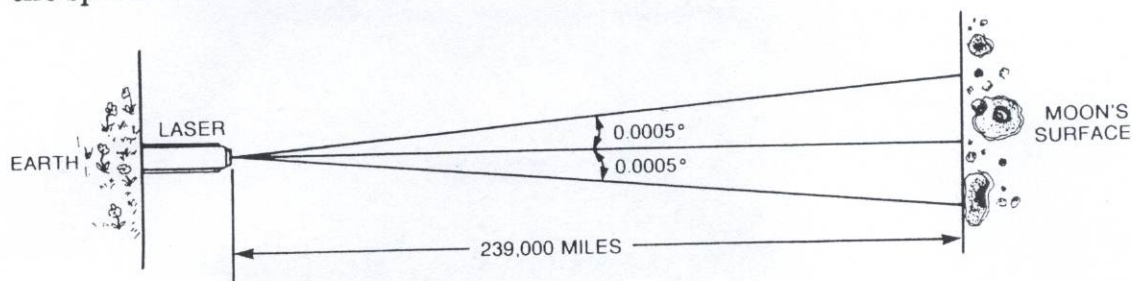 LASER
0.0005°
MOON'S
SURFACE
EARTH
0.0005°
239,000 MILES